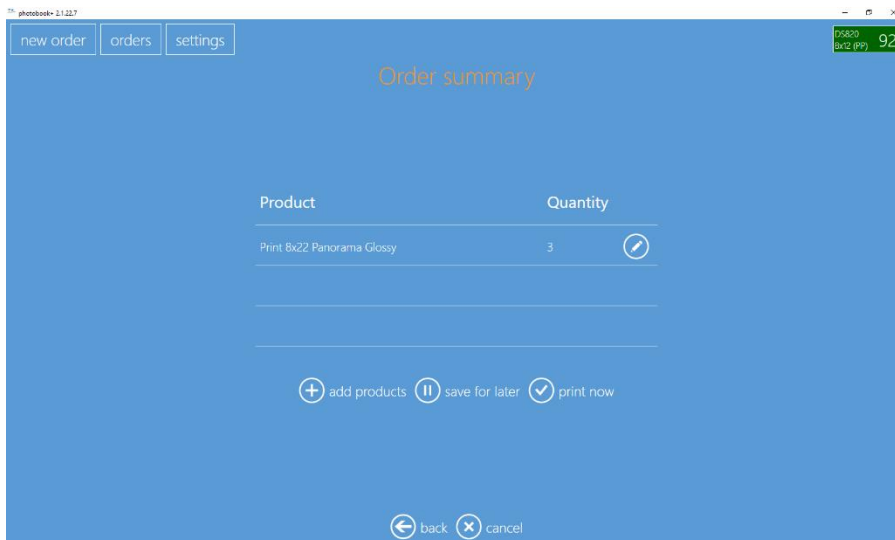 photobook+ 2.1.22.7
new order orders settings
DS820
8x12 (PP) 92
Order summary
Product Quantity
Print 8x22 Panorama Glossy 3
add products save for later print now
back cancel